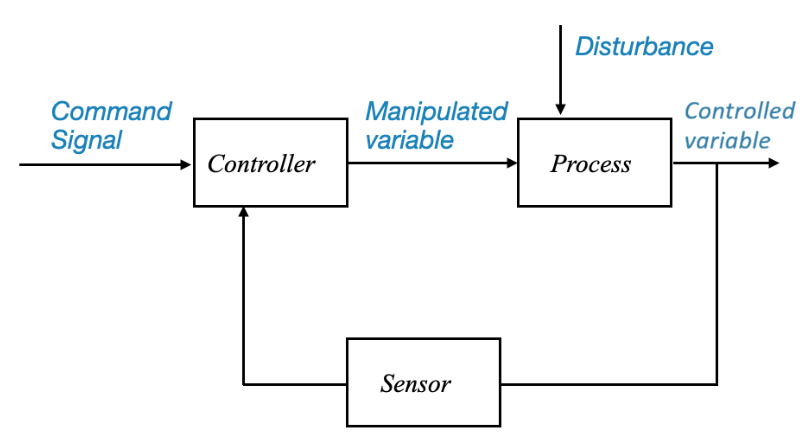 Disturbance
Command
Signal
Manipulated
variable
Controlled
variable
Controller
Process
Sensor